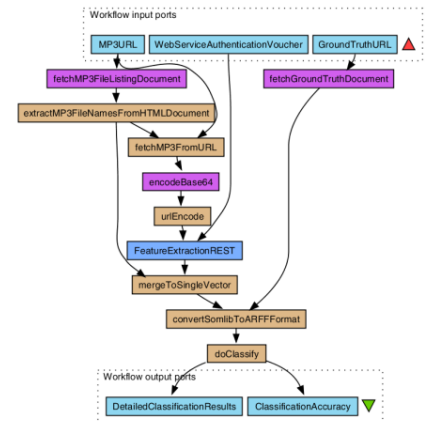 Workflow input ports
MP3URL WebServiceAuthenticationVoucher GroundTruthURL
fetchMP3FileListingDocument fetchGroundTruthDocument
extractMP3FileNamesFromHTMLDocument
fetchMP3FromURL
encodeBase64
urlEncode
FeatureExtractionREST
mergeToSingleVector
convertSomlibToARFFFormat
doClassify
Workflow output ports
DetailedClassificationResults ClassificationAccuracy